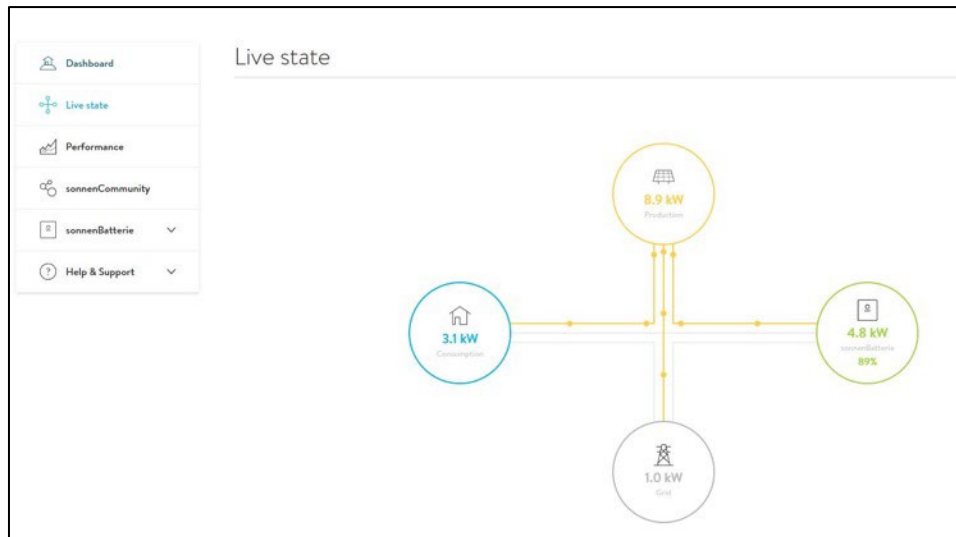 Dashboard
Live state
Performance
sonnenCommunity
sonnenBatterie
Help & Support
Live state
8.9 kW
Production
3.1 kW
Consumption
4.8 kW
sonnenBatterie
89%
1.0 kW
Grid